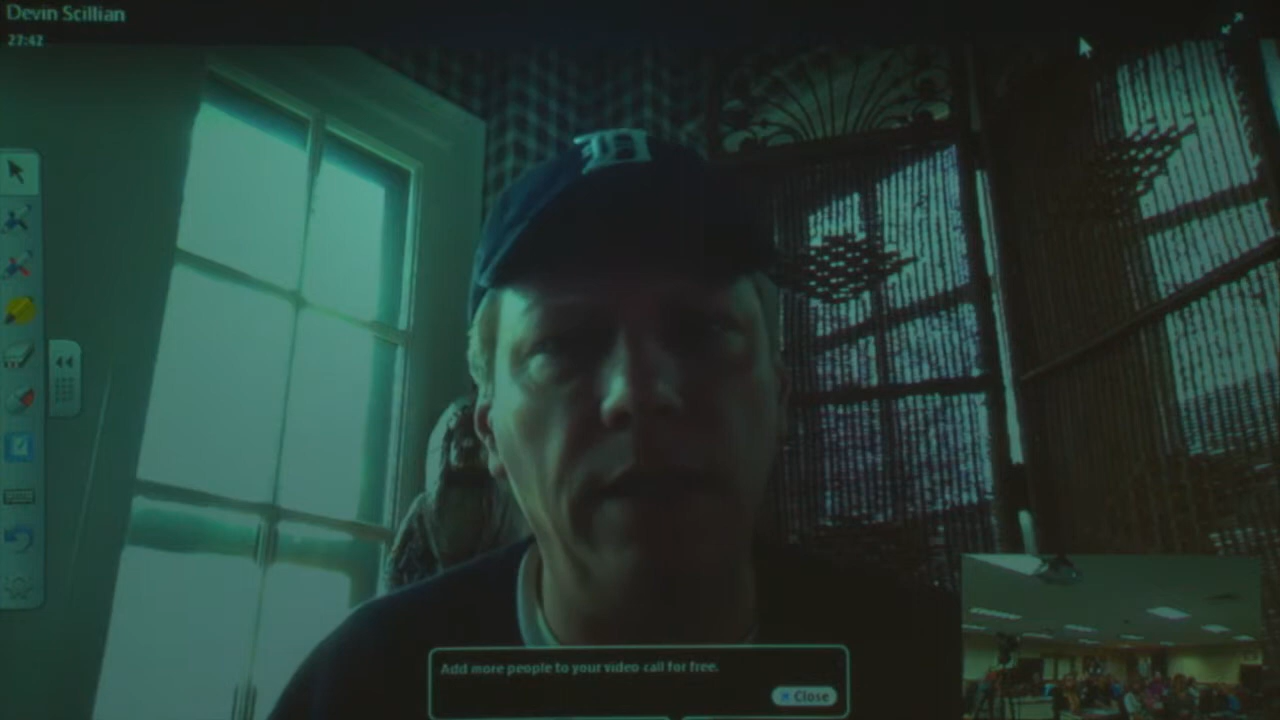 Devin Scillian
27:42
D
Add more people to your video call for free.
Close